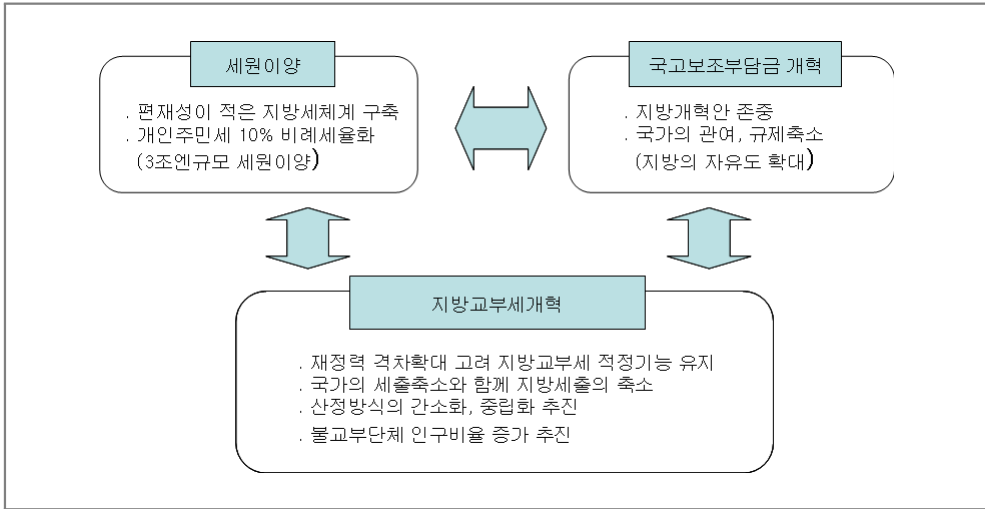 세원이양
. 편재성이 적은 지방세체계 구축
. 개인주민세 10% 비례세율화
(3조엔규모 세원이양)
국고보조부담금 개혁
. 지방개혁안 존중
. 국가의 관여, 규제축소
(지방의 자유도 확대)
지방교부세개혁
. 재정력 격차확대 고려 지방교부세 적정기능 유지
. 국가의 세출축소와 함께 지방세출의 축소
. 산정방식의 간소화, 중립화 추진
. 불교부단체 인구비율 증가 추진